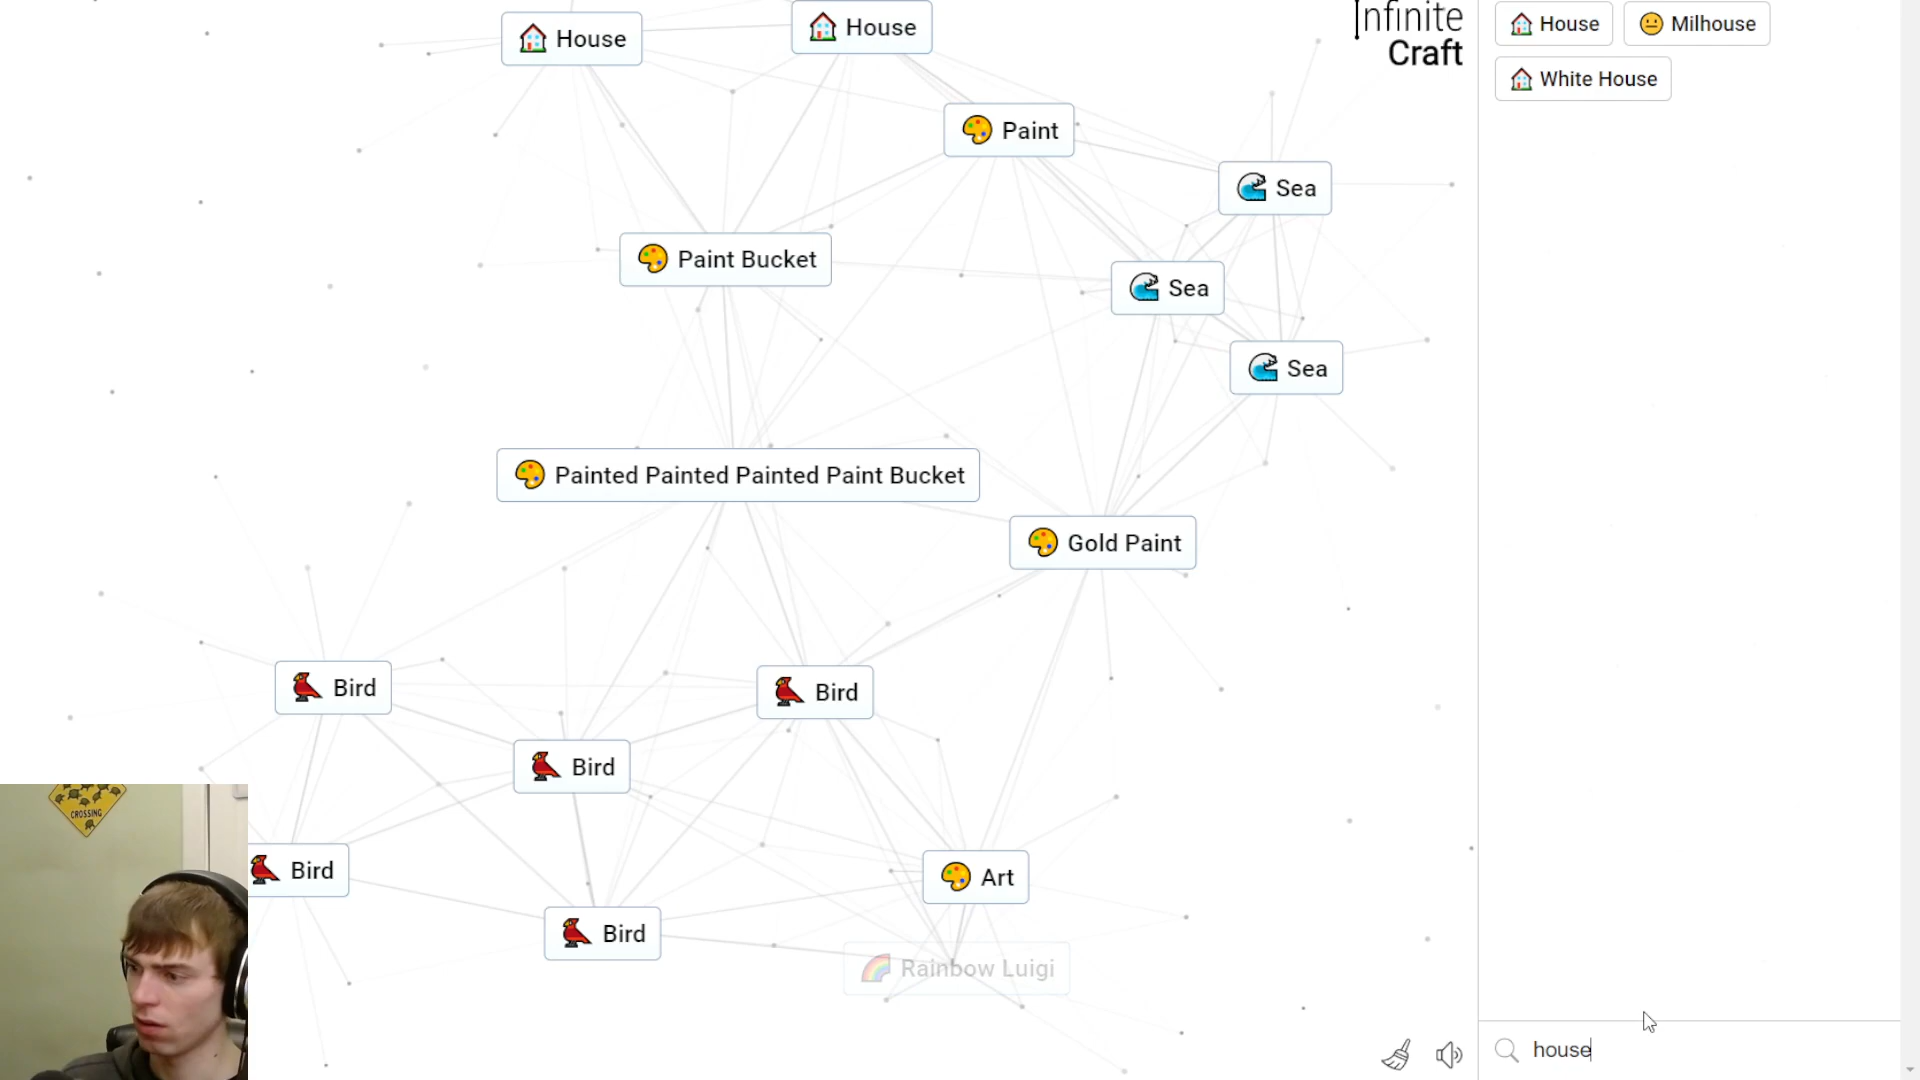 House
House
Infinite
Craft
House
Milhouse
White House
Paint
Sea
Paint Bucket
Sea
Sea
Painted Painted Painted Paint Bucket
Gold Paint
Bird
Bird
Bird
CROSSING
Bird
Art
Bird
Rainbow Luigi
house